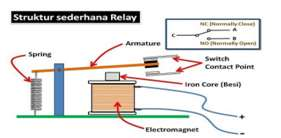 Struktur sederhana Relay
NC (Normally Close)
C
A
B
NO (Normally Open)
Armature
Spring
Switch
Contact Point
Iron Core (Besi)
Electromagnet
+
-